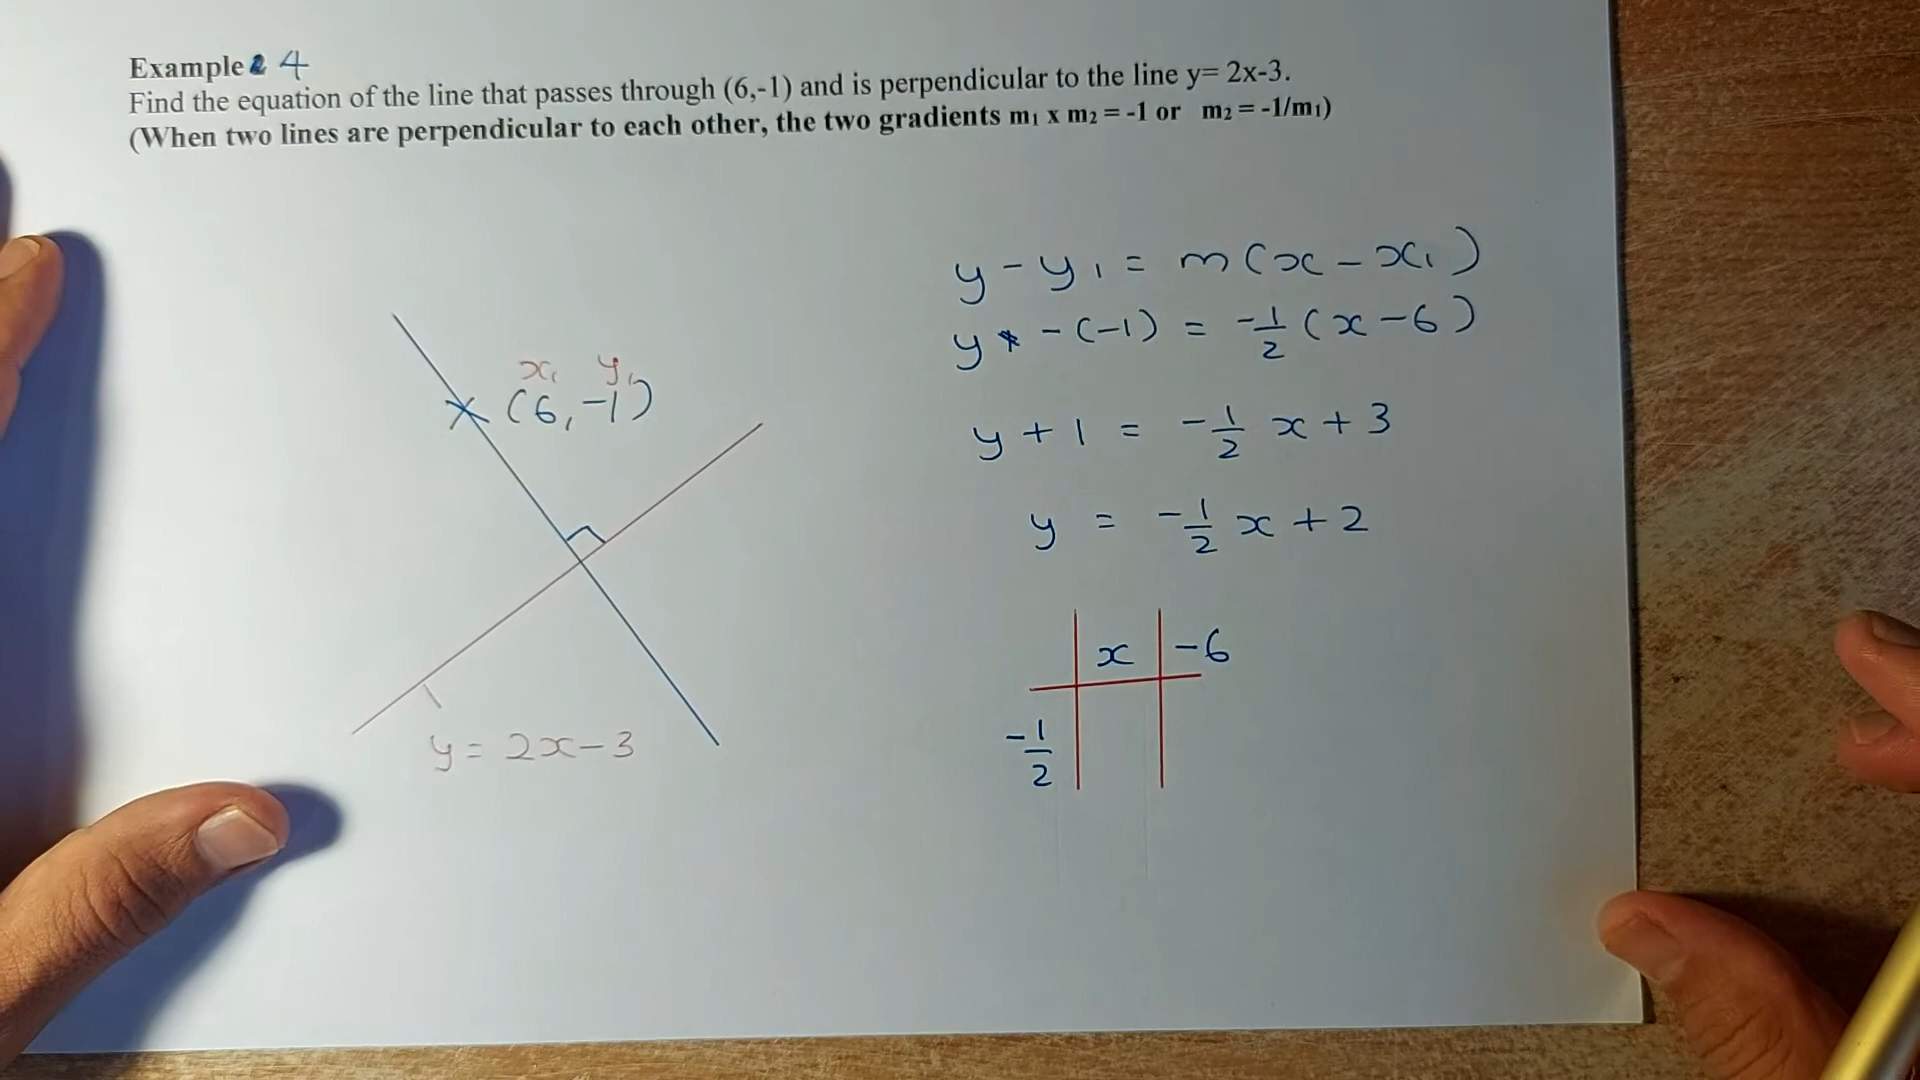 Example 4
Find the equation of the line that passes through (6,-1) and is perpendicular to the line y= 2x-3.
(When two lines are perpendicular to each other, the two gradients m₁ x m₂ = -1 or m₂ = -1/m₁)
y - y₁ = m(x - x₁)
y - (-1) = -1/2 (x - 6)
x₁ y₁
(6, -1)
y + 1 = -1/2 x + 3
y = -1/2 x + 2
x -6
-1/2
y = 2x - 3